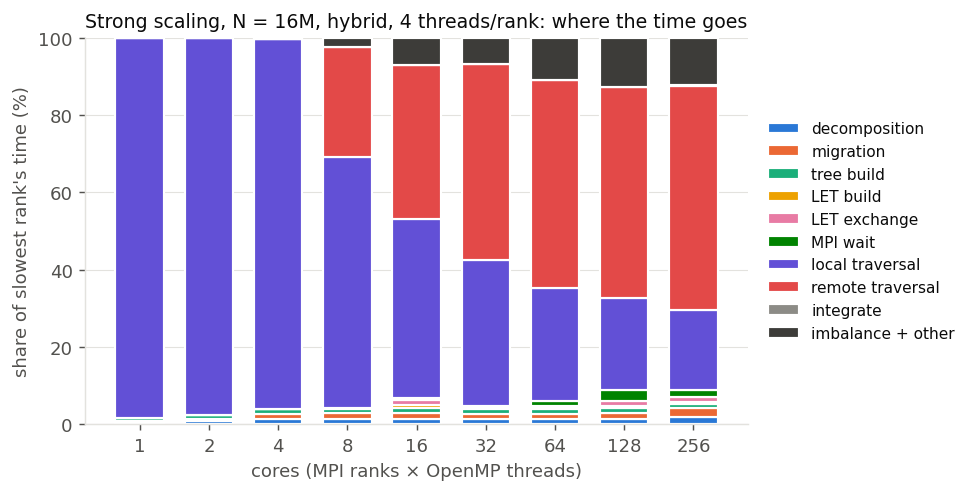 Strong scaling, N = 16M, hybrid, 4 threads/rank: where the time goes
share of slowest rank's time (%)
100
80
60
40
20
0
1 2 4 8 16 32 64 128 256
cores (MPI ranks × OpenMP threads)
decomposition
migration
tree build
LET build
LET exchange
MPI wait
local traversal
remote traversal
integrate
imbalance + other